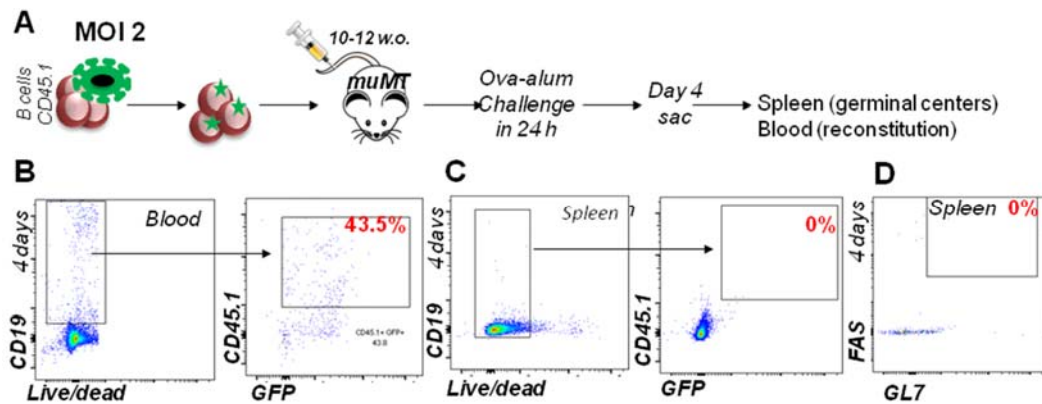 A
MOI 2
B cells
CD45.1
10-12 w.o.
muMT
Ova-alum
Challenge
in 24 h
Day 4
sac
Spleen (germinal centers)
Blood (reconstitution)
B
4 days
CD19
Blood
Live/dead
CD45.1
43.5%
CD45.1+ GFP+
43.8
GFP
C
4 days
CD19
Spleen
Live/dead
CD45.1
0%
GFP
D
4 days
FAS
Spleen 0%
GL7